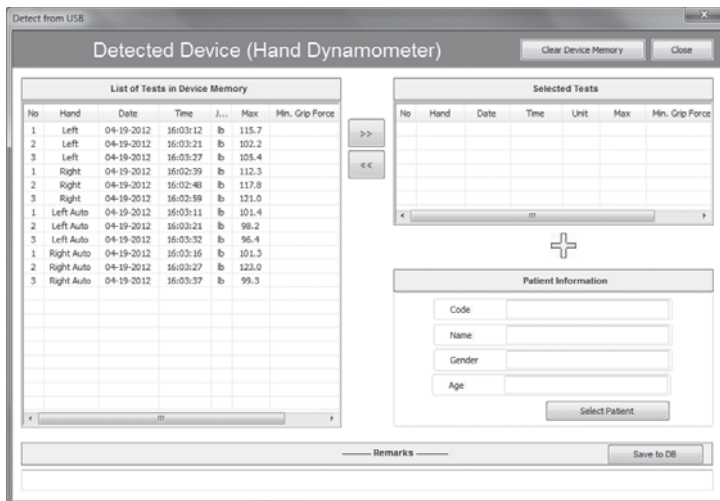 Detect from USB
Detected Device (Hand Dynamometer)
Clear Device Memory
Close
List of Tests in Device Memory
No Hand Date Time J... Max Min. Grip Force
1 Left 04-19-2012 16:03:12 lb 115.7
2 Left 04-19-2012 16:03:21 lb 102.2
3 Left 04-19-2012 16:03:27 lb 105.4
1 Right 04-19-2012 16:02:39 lb 112.3
2 Right 04-19-2012 16:02:48 lb 117.8
3 Right 04-19-2012 16:02:59 lb 121.0
1 Left Auto 04-19-2012 16:03:11 lb 101.4
2 Left Auto 04-19-2012 16:03:21 lb 98.2
3 Left Auto 04-19-2012 16:03:32 lb 96.4
1 Right Auto 04-19-2012 16:03:16 lb 101.3
2 Right Auto 04-19-2012 16:03:27 lb 123.0
3 Right Auto 04-19-2012 16:03:37 lb 99.3
>>
<<
Selected Tests
No Hand Date Time Unit Max Min. Grip Force
Patient Information
Code
Name
Gender
Age
Select Patient
--------- Remarks ---------
Save to DB